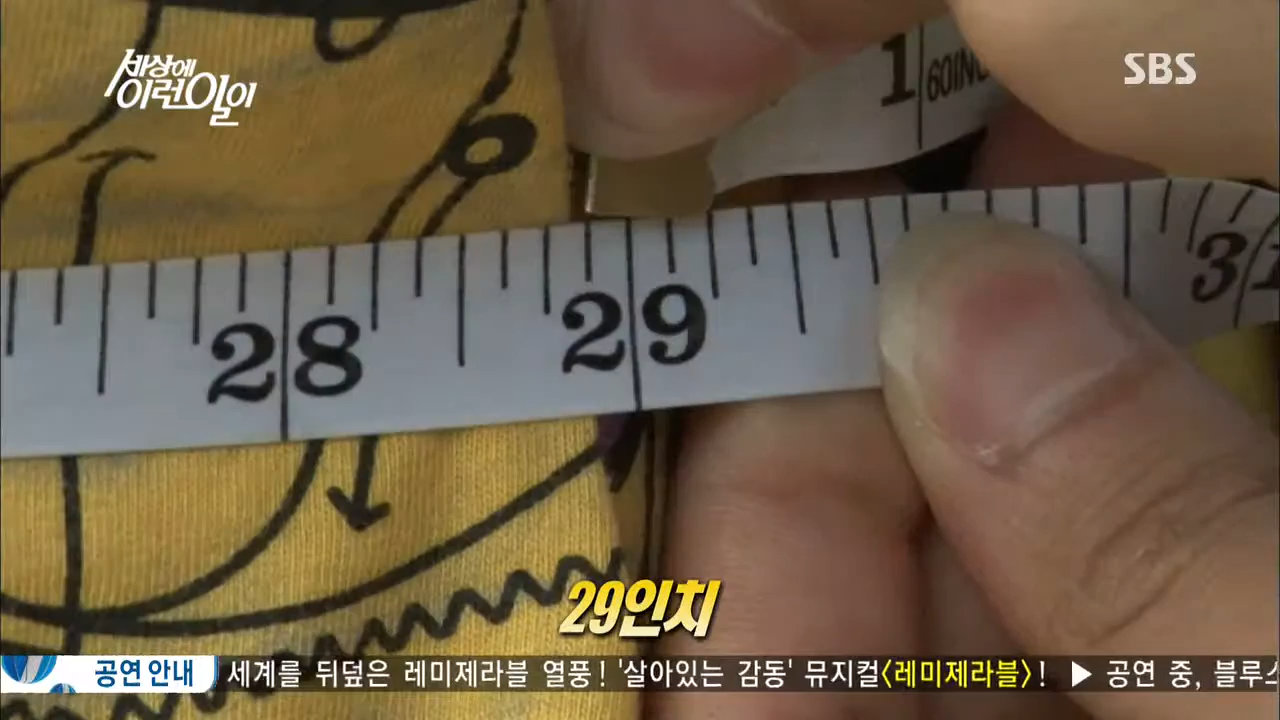 세상에
이런일이
SBS
1
60INC
28
29
31
29인치
공연 안내
세계를 뒤덮은 레미제라블 열풍! '살아있는 감동' 뮤지컬<레미제라블>! ▶ 공연 중, 블루스